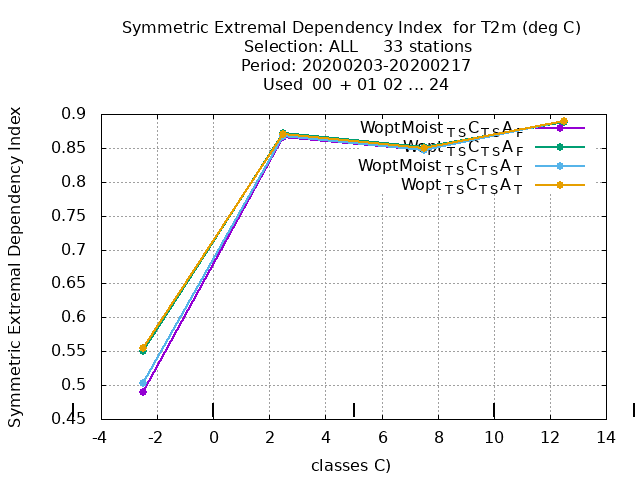 Symmetric Extremal Dependency Index  for T2m (deg C)
Selection: ALL     33 stations
Period: 20200203-20200217
Used  00 + 01 02 ... 24
Symmetric Extremal Dependency Index
0.9
0.85
0.8
0.75
0.7
0.65
0.6
0.55
0.5
0.45
WoptMoist TS C TS A F
Wopt TS C TS A F
WoptMoist TS C TS A T
Wopt TS C TS A T
-4 -2 0 2 4 6 8 10 12 14
classes C)